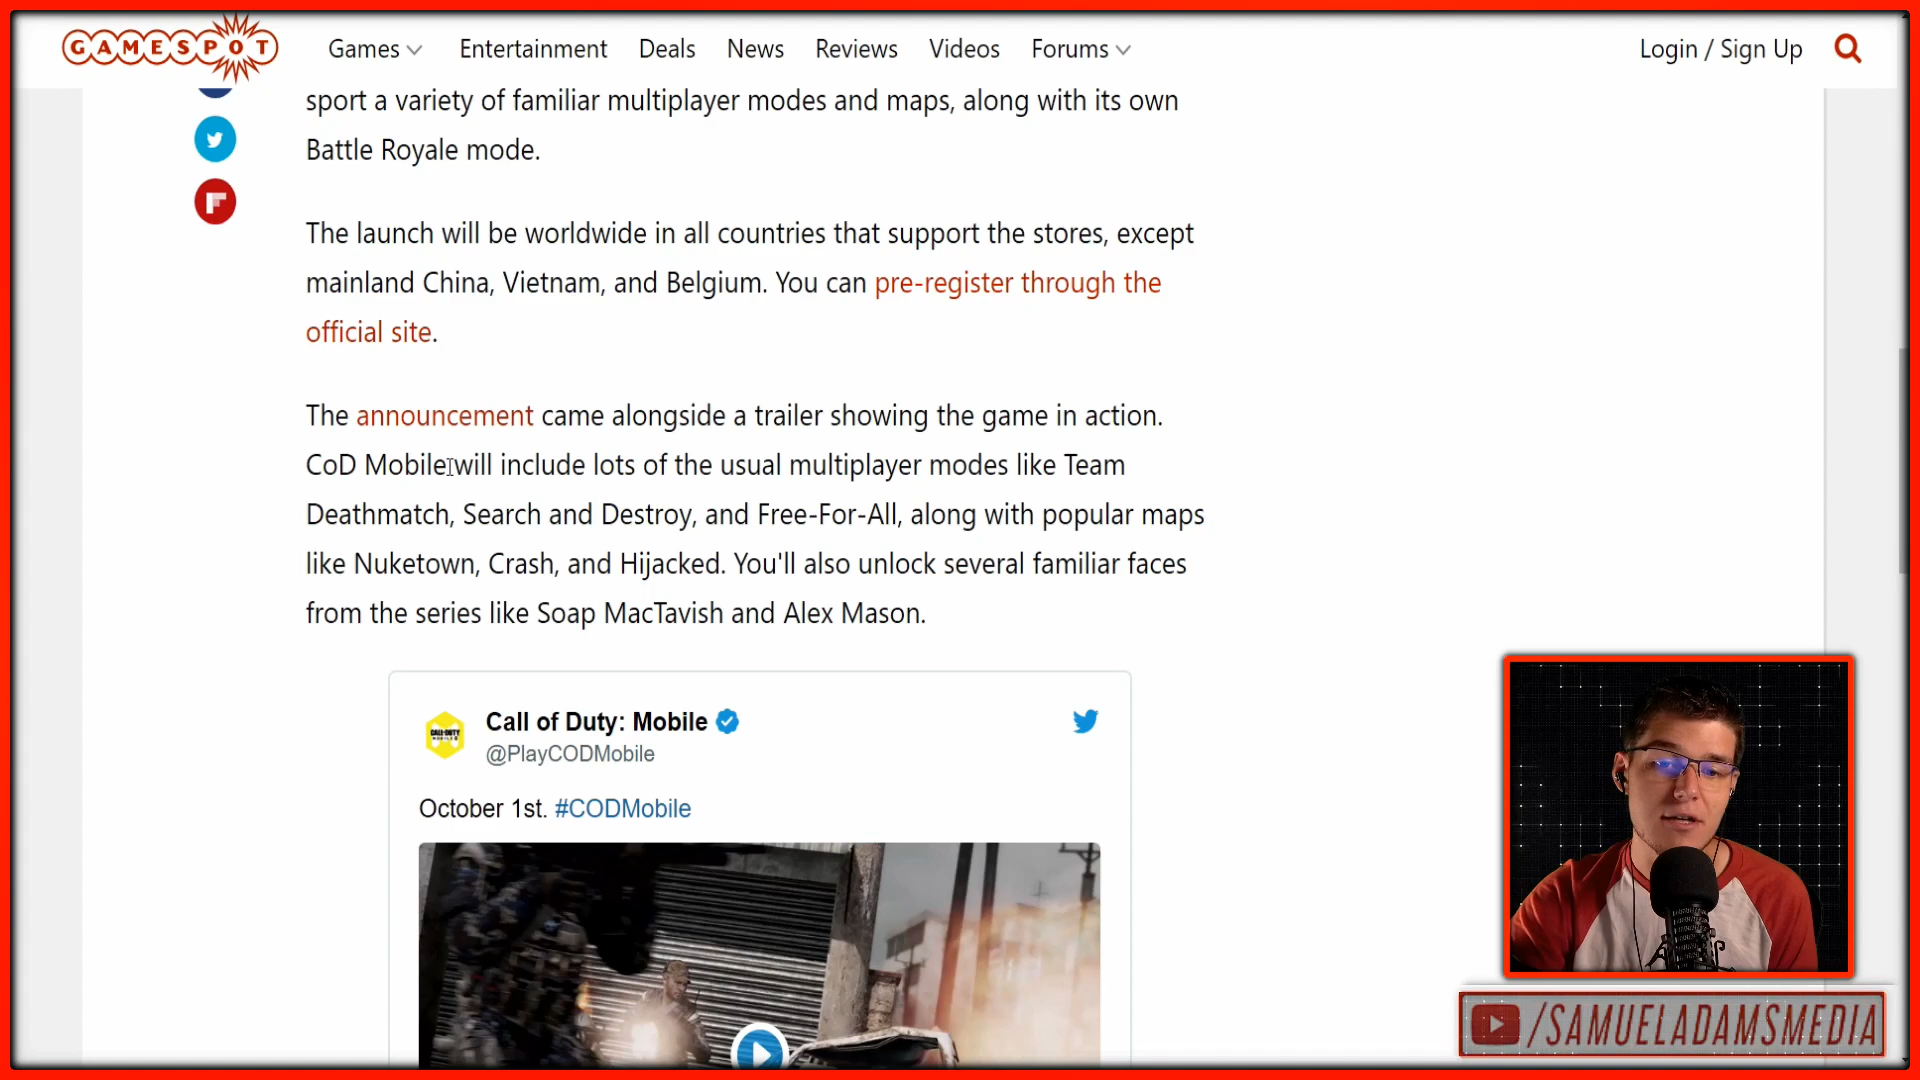 GAMESPOT
Games Entertainment Deals News Reviews Videos Forums Login / Sign Up
sport a variety of familiar multiplayer modes and maps, along with its own
Battle Royale mode.
The launch will be worldwide in all countries that support the stores, except
mainland China, Vietnam, and Belgium. You can pre-register through the
official site.
The announcement came alongside a trailer showing the game in action.
CoD Mobile will include lots of the usual multiplayer modes like Team
Deathmatch, Search and Destroy, and Free-For-All, along with popular maps
like Nuketown, Crash, and Hijacked. You'll also unlock several familiar faces
from the series like Soap MacTavish and Alex Mason.
CALL·DUTY
MOBILE
Call of Duty: Mobile
@PlayCODMobile
October 1st. #CODMobile
/SAMUELADAMSMEDIA